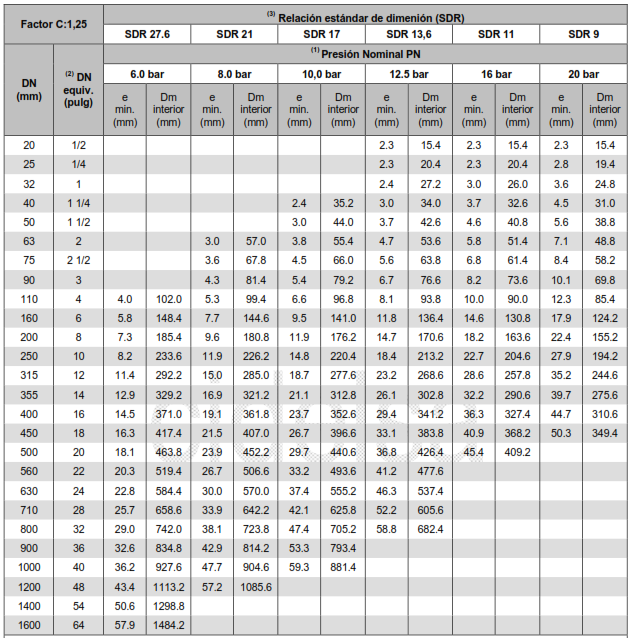 Factor C:1,25
(3) Relación estándar de dimenión (SDR)
SDR 27.6 SDR 21 SDR 17 SDR 13,6 SDR 11 SDR 9
DN (mm)
(2) DN equiv. (pulg)
(1) Presión Nominal PN
6.0 bar 8.0 bar 10,0 bar 12.5 bar 16 bar 20 bar
e Dm e Dm e Dm e Dm e Dm e Dm
min. interior min. interior min. interior min. interior min. interior min. interior
(mm) (mm) (mm) (mm) (mm) (mm) (mm) (mm) (mm) (mm) (mm) (mm)
20 1/2 2.3 15.4 2.3 15.4 2.3 15.4
25 1/4 2.3 20.4 2.3 20.4 2.8 19.4
32 1 2.4 27.2 3.0 26.0 3.6 24.8
40 1 1/4 2.4 35.2 3.0 34.0 3.7 32.6 4.5 31.0
50 1 1/2 3.0 44.0 3.7 42.6 4.6 40.8 5.6 38.8
63 2 3.0 57.0 3.8 55.4 4.7 53.6 5.8 51.4 7.1 48.8
75 2 1/2 3.6 67.8 4.5 66.0 5.6 63.8 6.8 61.4 8.4 58.2
90 3 4.3 81.4 5.4 79.2 6.7 76.6 8.2 73.6 10.1 69.8
110 4 4.0 102.0 5.3 99.4 6.6 96.8 8.1 93.8 10.0 90.0 12.3 85.4
160 6 5.8 148.4 7.7 144.6 9.5 141.0 11.8 136.4 14.6 130.8 17.9 124.2
200 8 7.3 185.4 9.6 180.8 11.9 176.2 14.7 170.6 18.2 163.6 22.4 155.2
250 10 8.2 233.6 11.9 226.2 14.8 220.4 18.4 213.2 22.7 204.6 27.9 194.2
315 12 11.4 292.2 15.0 285.0 18.7 277.6 23.2 268.6 28.6 257.8 35.2 244.6
355 14 12.9 329.2 16.9 321.2 21.1 312.8 26.1 302.8 32.2 290.6 39.7 275.6
400 16 14.5 371.0 19.1 361.8 23.7 352.6 29.4 341.2 36.3 327.4 44.7 310.6
450 18 16.3 417.4 21.5 407.0 26.7 396.6 33.1 383.8 40.9 368.2 50.3 349.4
500 20 18.1 463.8 23.9 452.2 29.7 440.6 36.8 426.4 45.4 409.2
560 22 20.3 519.4 26.7 506.6 33.2 493.6 41.2 477.6
630 24 22.8 584.4 30.0 570.0 37.4 555.2 46.3 537.4
710 28 25.7 658.6 33.9 642.2 42.1 625.8 52.2 605.6
800 32 29.0 742.0 38.1 723.8 47.4 705.2 58.8 682.4
900 36 32.6 834.8 42.9 814.2 53.3 793.4
1000 40 36.2 927.6 47.7 904.6 59.3 881.4
1200 48 43.4 1113.2 57.2 1085.6
1400 54 50.6 1298.8
1600 64 57.9 1484.2